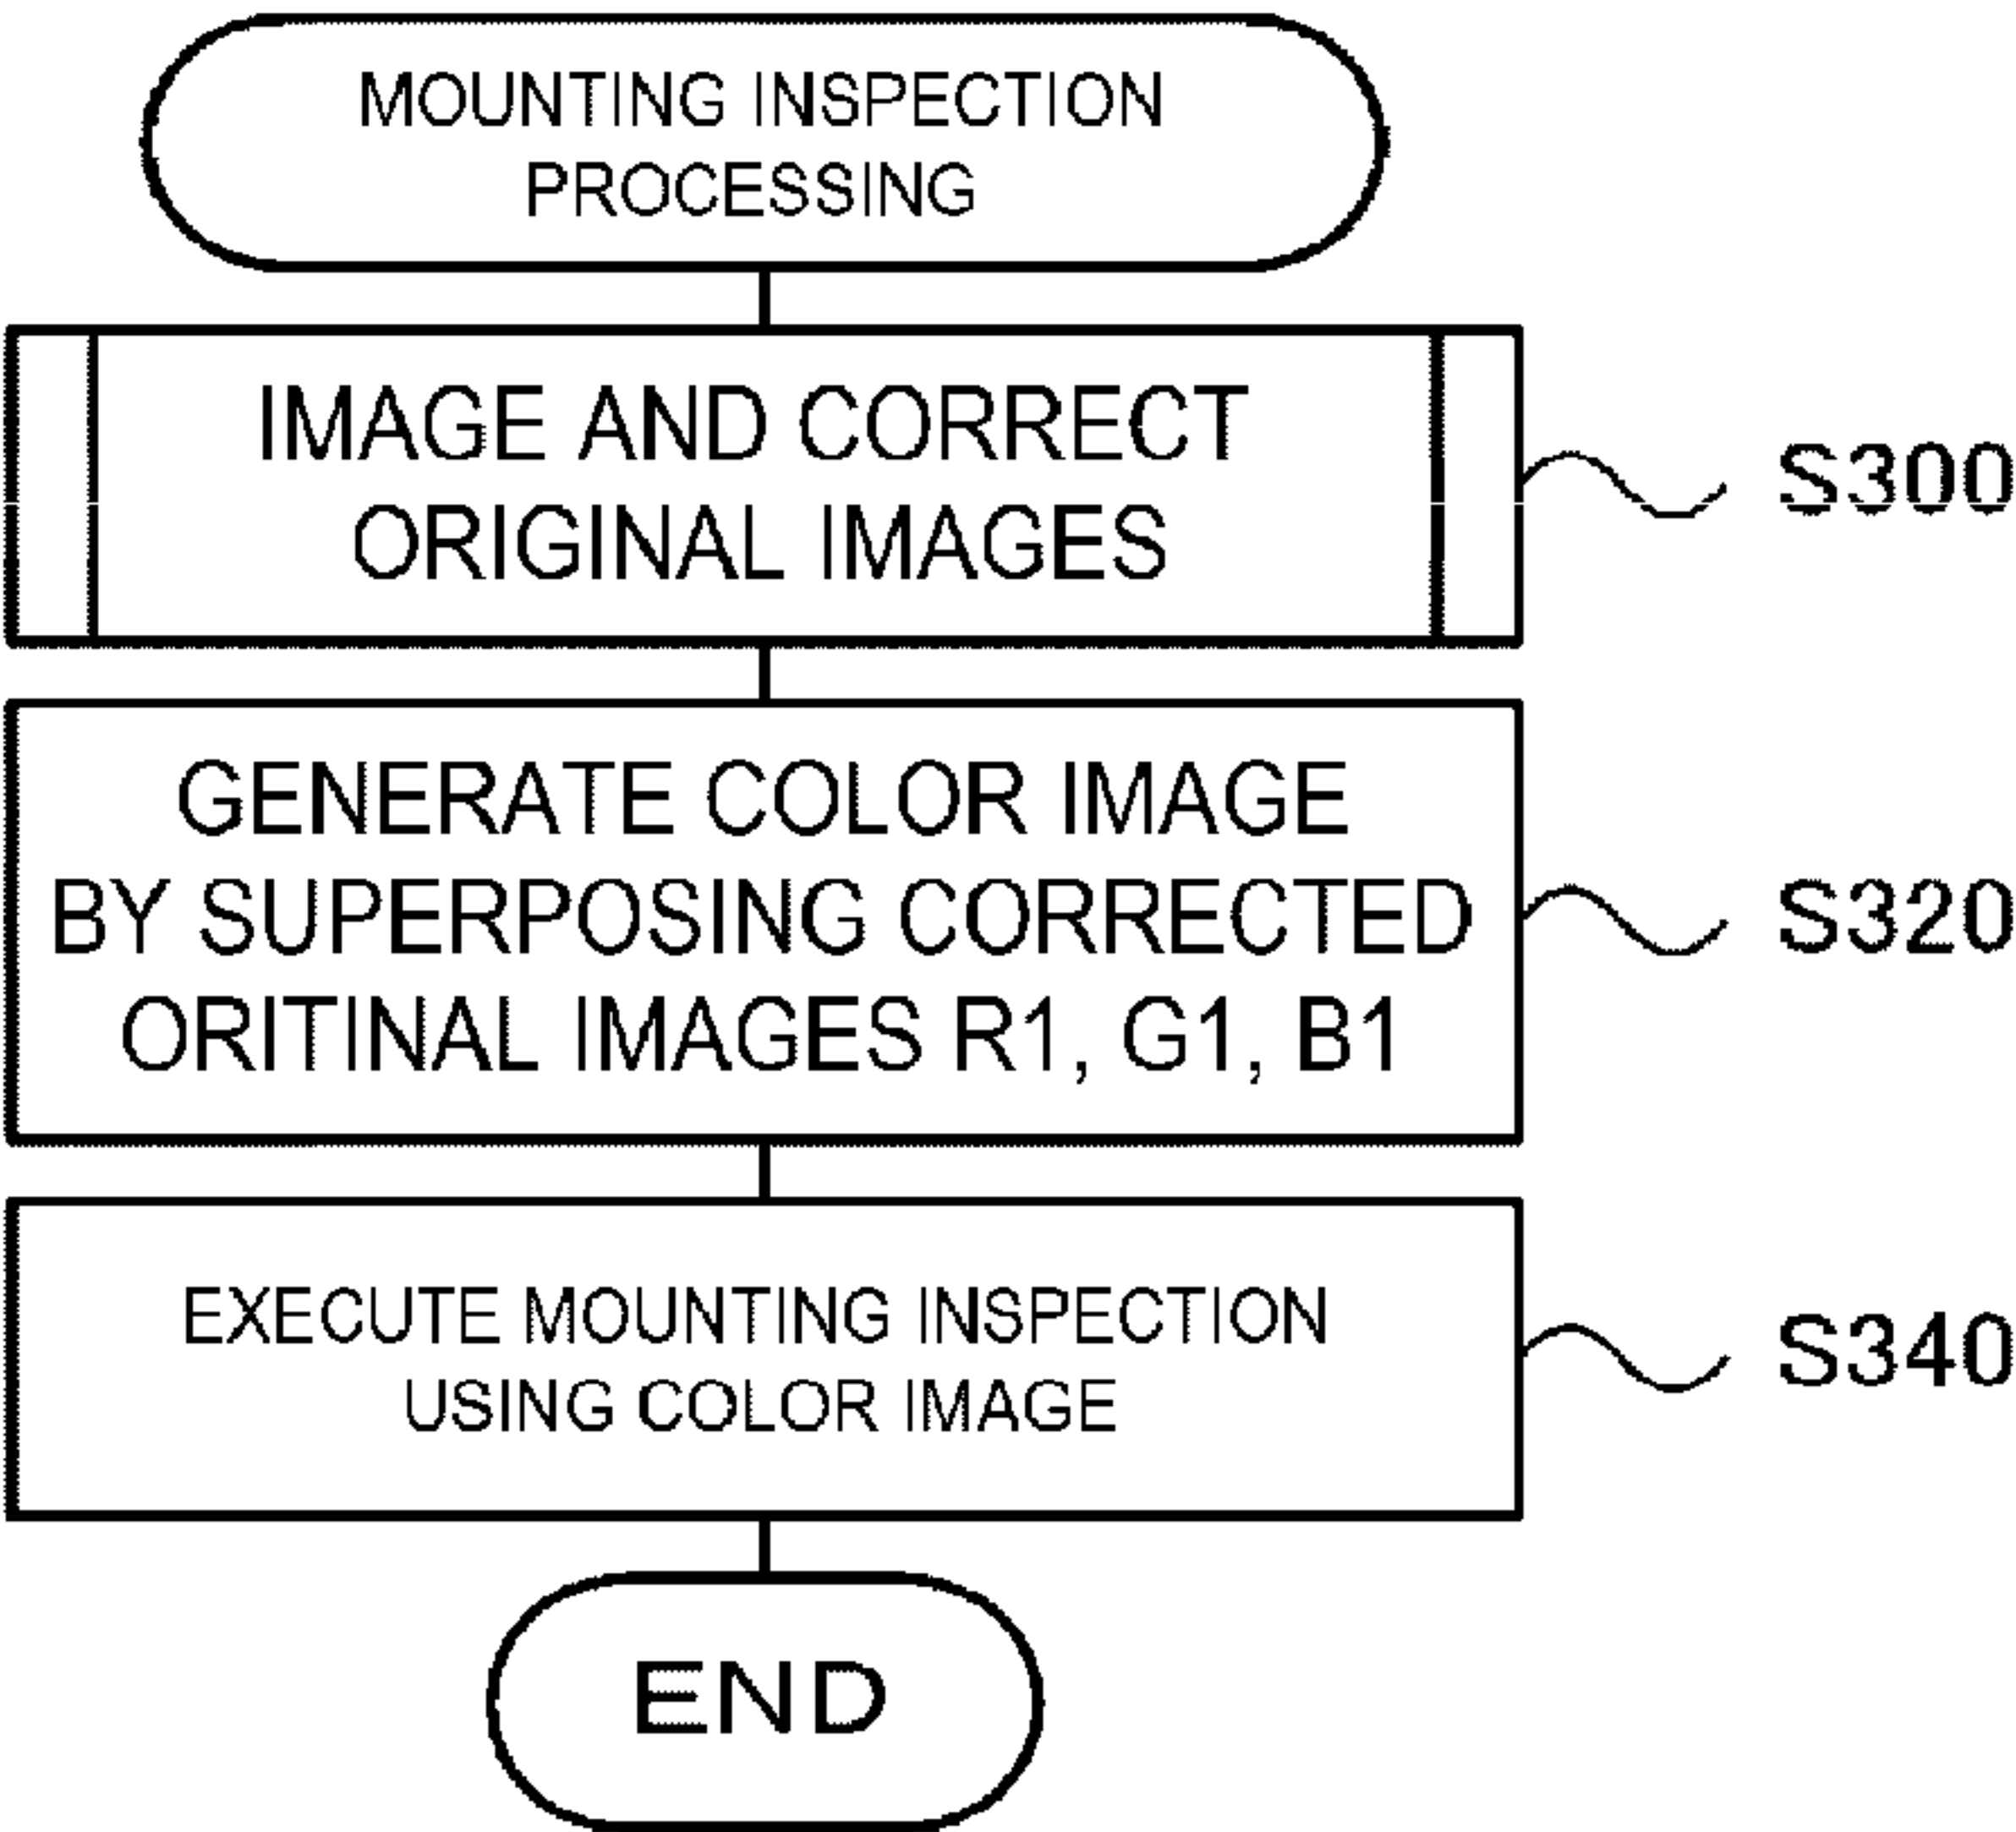 MOUNTING INSPECTION
PROCESSING
IMAGE AND CORRECT
ORIGINAL IMAGES
S300
GENERATE COLOR IMAGE
BY SUPERPOSING CORRECTED
ORITINAL IMAGES R1, G1, B1
S320
EXECUTE MOUNTING INSPECTION
USING COLOR IMAGE
S340
END